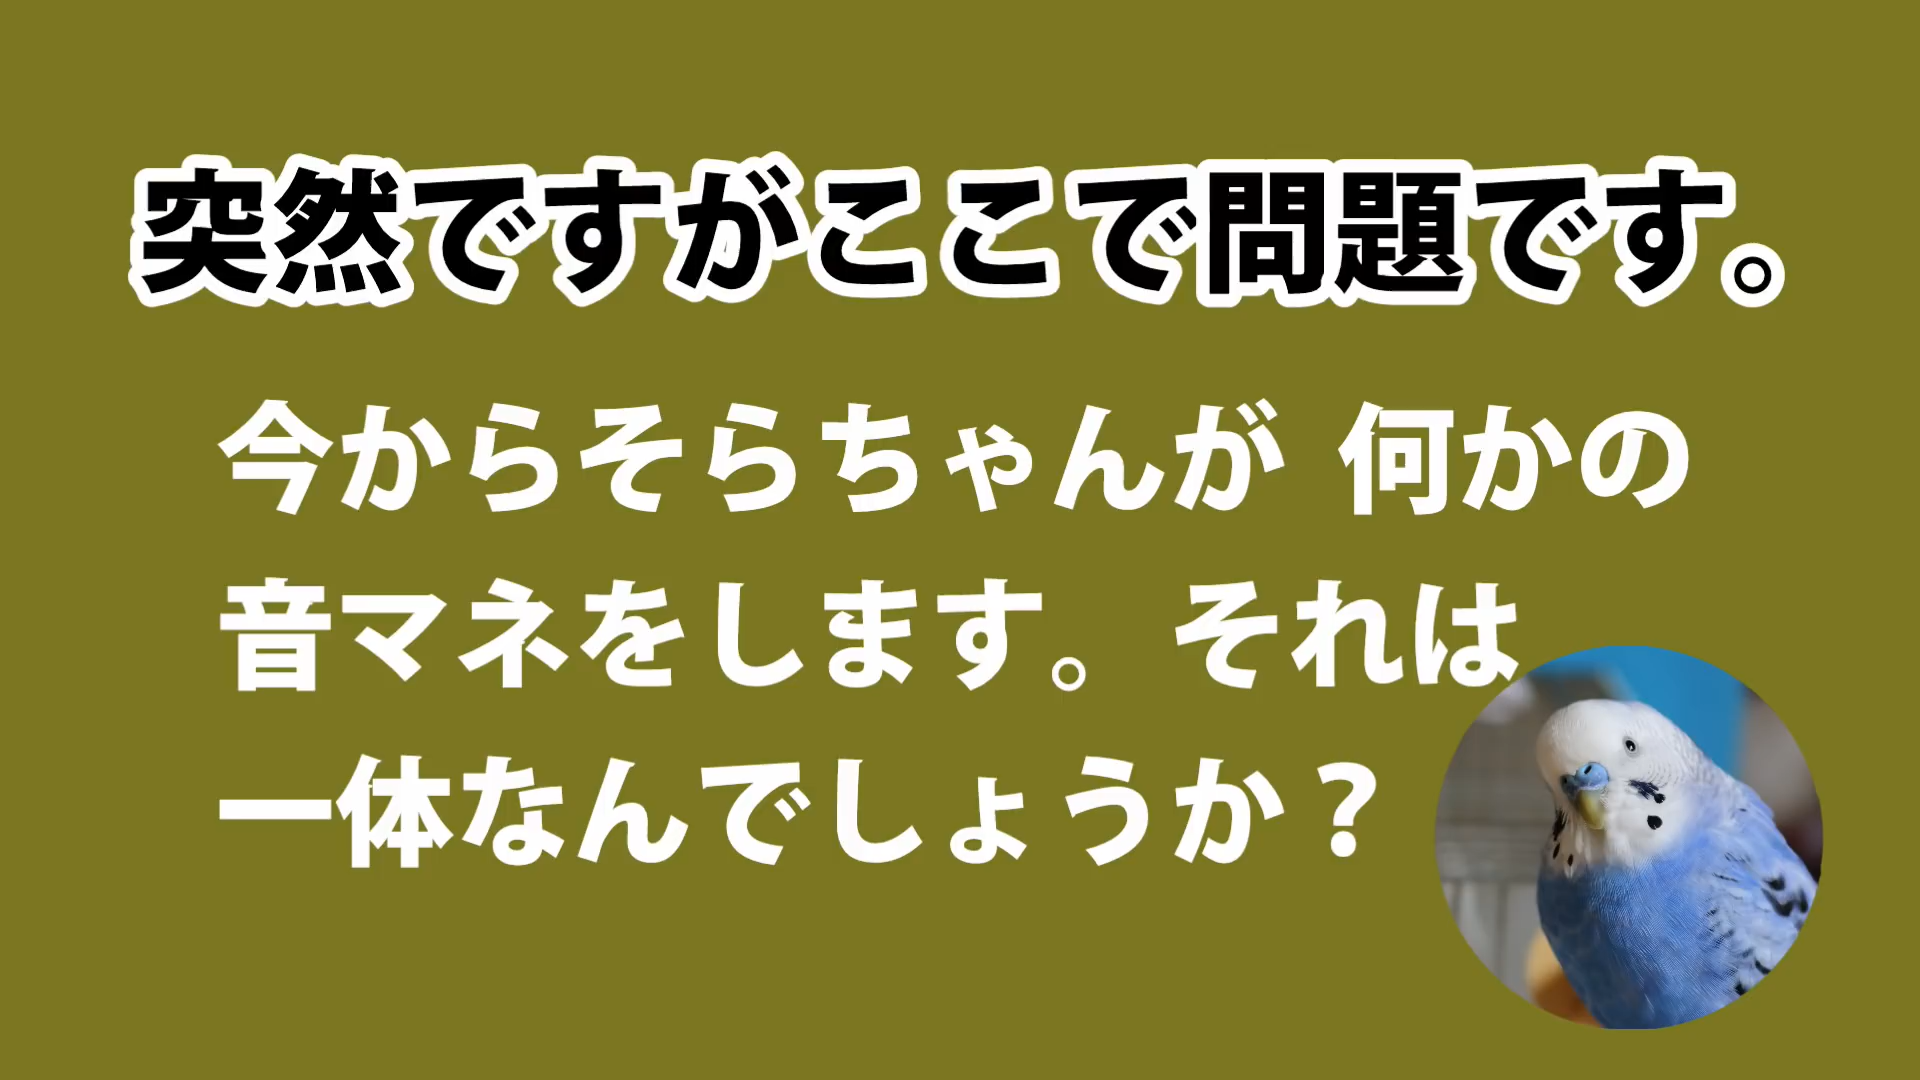 突然ですがここで問題です。
今からそらちゃんが 何かの
音マネをします。それは
一体なんでしょうか？